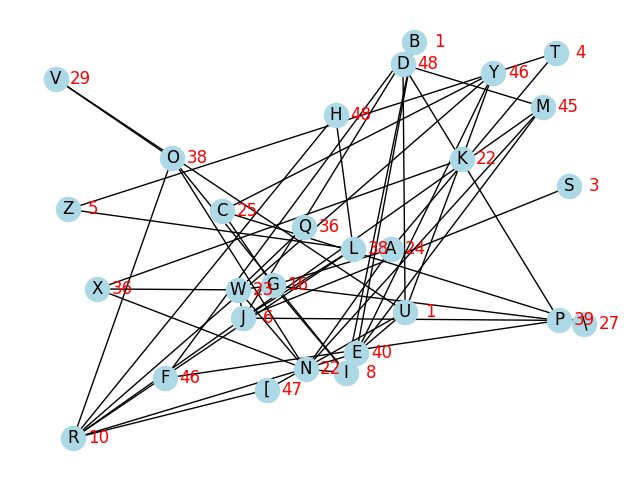 B 1
T 4
D 48
Y 46
V 29
M 45
H 48
O 38
K 22
S 3
Z 5
C 25
Q 36
L 38
A 24
G 16
X 36
W 23
U 1
J 6
P 39
\ 27
E 40
N 22
I 8
F 46
[ 47
R 10